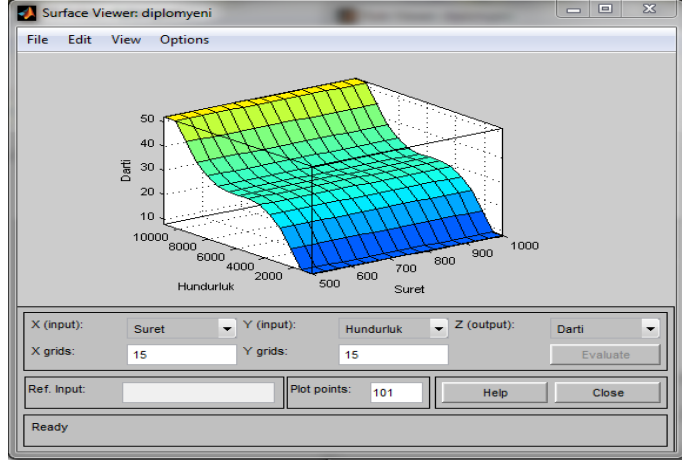 Surface Viewer: diplomyeni
File Edit View Options
50
40
30
20
10
Darti
10000
8000
6000
4000
2000
Hundurluk
500
600
700
800
900
1000
Suret
X (input): Suret Y (input): Hundurluk Z (output): Darti
X grids: 15 Y grids: 15 Evaluate
Ref. Input: Plot points: 101 Help Close
Ready